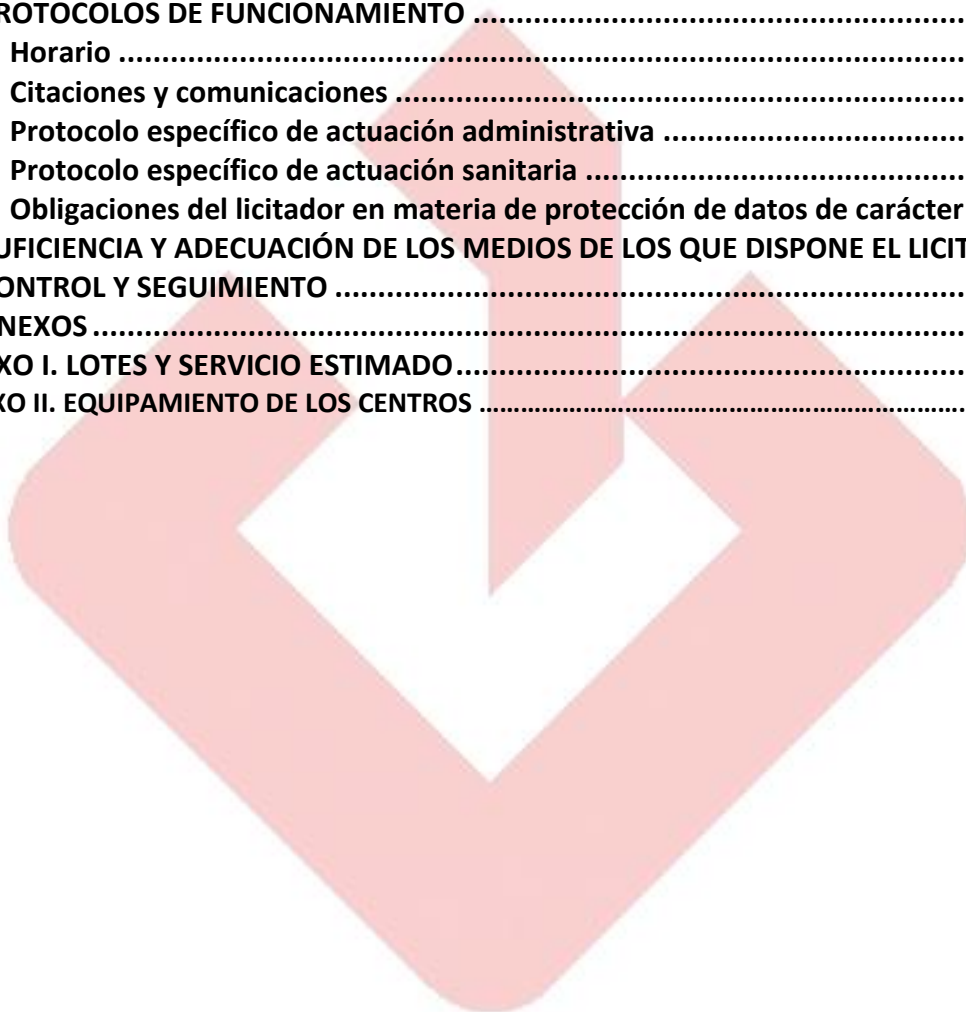 ROTOCOLOS DE FUNCIONAMIENTO ........................................................
Horario ........................................................................................................
Citaciones y comunicaciones .....................................................................
Protocolo específico de actuación administrativa ....................................
Protocolo específico de actuación sanitaria ..............................................
Obligaciones del licitador en materia de protección de datos de carácter
UFICIENCIA Y ADECUACIÓN DE LOS MEDIOS DE LOS QUE DISPONE EL LICIT
ONTROL Y SEGUIMIENTO ............................................................................
NEXOS ..........................................................................................................
XO I. LOTES Y SERVICIO ESTIMADO.............................................................
XO II. EQUIPAMIENTO DE LOS CENTROS ..................................................................